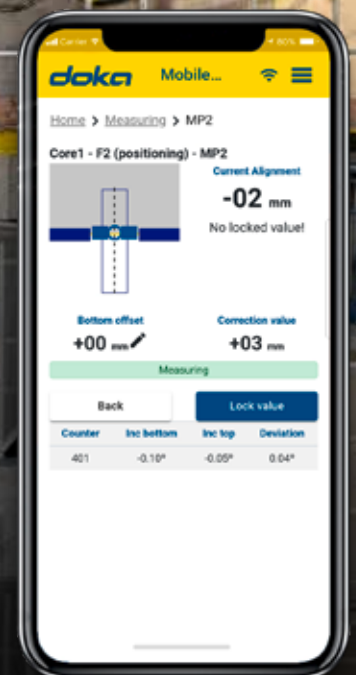 Carrier
80%
doka Mobile...
Home > Measuring > MP2
Core1 - F2 (positioning) - MP2
Current Alignment
-02 mm
No locked value!
Bottom offset Correction value
+00 mm +03 mm
Measuring
Back Lock value
Counter Inc bottom Inc top Deviation
401 -0.10° -0.05° 0.04°